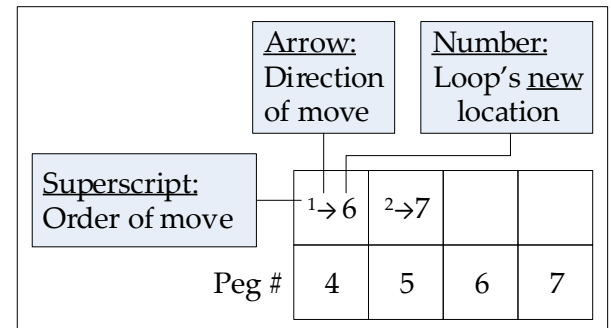 Arrow:
Direction
of move
Number:
Loop's new
location
Superscript:
Order of move
¹→6 ²→7
Peg # 4 5 6 7